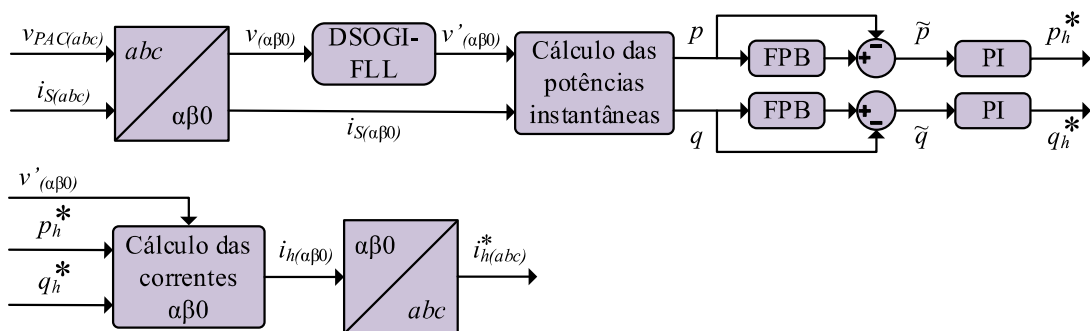 v_PAC(abc)
i_S(abc)
abc
αβ0
v_(αβ0)
i_S(αβ0)
DSOGI-
FLL
v'_(αβ0)
Cálculo das
potências
instantâneas
p
q
FPB
FPB
+ -
+ -
p̃
q̃
PI
PI
p_h*
q_h*
v'_(αβ0)
p_h*
q_h*
Cálculo das
correntes
αβ0
i_h(αβ0)
αβ0
abc
i*_h(abc)